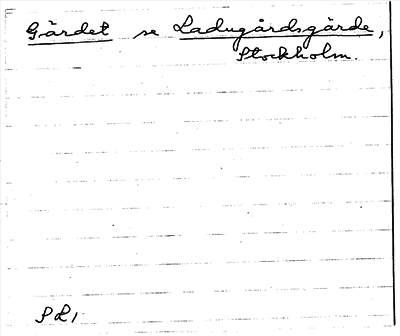 Gärdet se Ladugårdsgärde,
Stockholm.
SL1